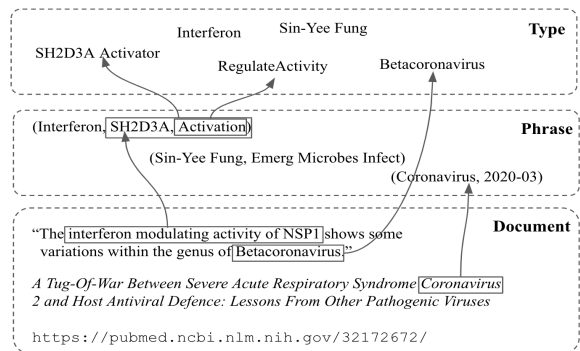 Type
Interferon
Sin-Yee Fung
SH2D3A Activator
RegulateActivity
Betacoronavirus
Phrase
(Interferon, SH2D3A, Activation)
(Sin-Yee Fung, Emerg Microbes Infect)
(Coronavirus, 2020-03)
Document
“The interferon modulating activity of NSP1 shows some
variations within the genus of Betacoronavirus.”
A Tug-Of-War Between Severe Acute Respiratory Syndrome Coronavirus
2 and Host Antiviral Defence: Lessons From Other Pathogenic Viruses
https://pubmed.ncbi.nlm.nih.gov/32172672/